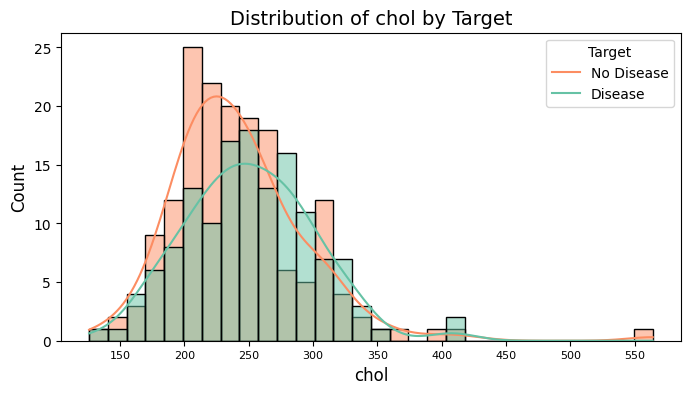 Distribution of chol by Target
Target
No Disease
Disease
Count
25
20
15
10
5
0
150 200 250 300 350 400 450 500 550
chol